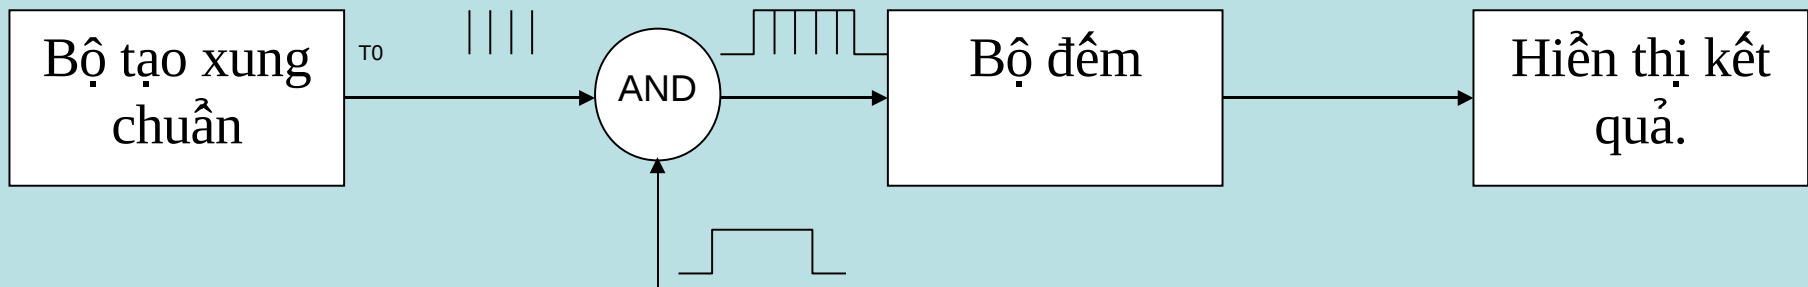 Bộ tạo xung
chuẩn
T0
AND
Bộ đếm
Hiển thị kết
quả.